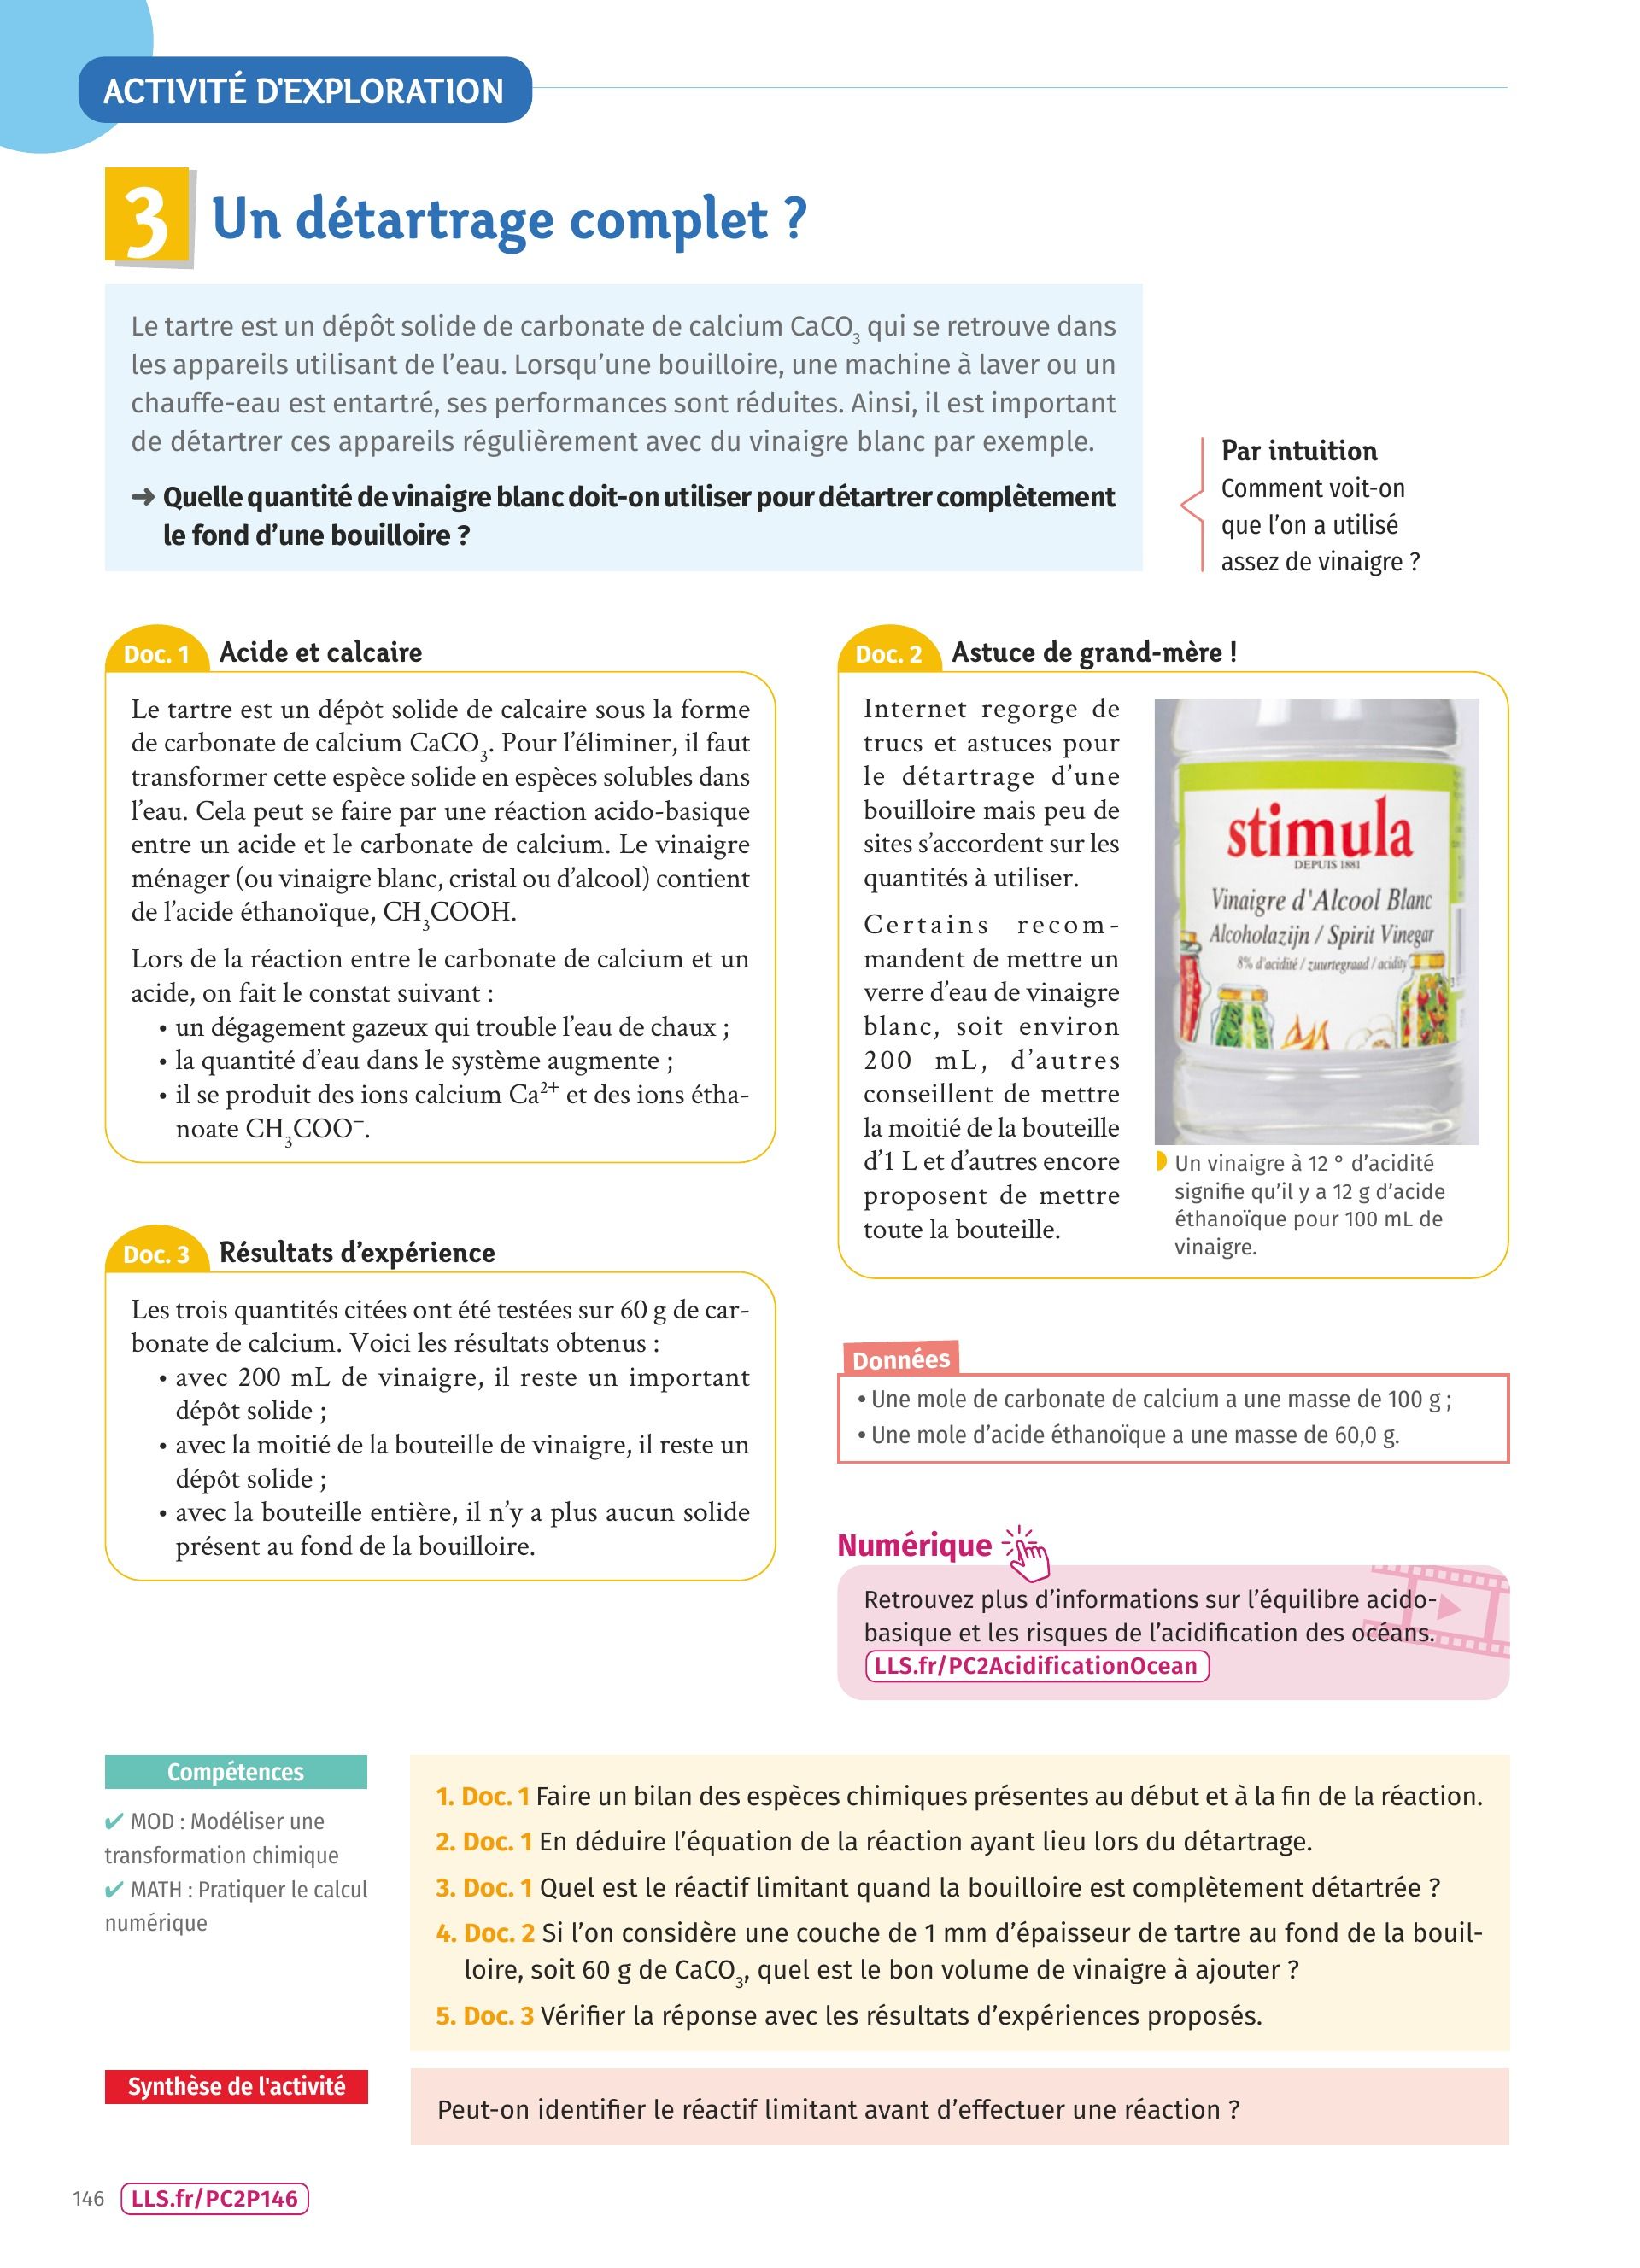 ACTIVITÉ D'EXPLORATION
3 Un détartrage complet ?
Le tartre est un dépôt solide de carbonate de calcium CaCO₃ qui se retrouve dans
les appareils utilisant de l’eau. Lorsqu’une bouilloire, une machine à laver ou un
chauffe-eau est entartré, ses performances sont réduites. Ainsi, il est important
de détartrer ces appareils régulièrement avec du vinaigre blanc par exemple.
➜ Quelle quantité de vinaigre blanc doit-on utiliser pour détartrer complètement
le fond d’une bouilloire ?
Par intuition
Comment voit-on
que l’on a utilisé
assez de vinaigre ?
Doc. 1 Acide et calcaire
Le tartre est un dépôt solide de calcaire sous la forme
de carbonate de calcium CaCO₃. Pour l’éliminer, il faut
transformer cette espèce solide en espèces solubles dans
l’eau. Cela peut se faire par une réaction acido-basique
entre un acide et le carbonate de calcium. Le vinaigre
ménager (ou vinaigre blanc, cristal ou d’alcool) contient
de l’acide éthanoïque, CH₃COOH.
Lors de la réaction entre le carbonate de calcium et un
acide, on fait le constat suivant :
• un dégagement gazeux qui trouble l’eau de chaux ;
• la quantité d’eau dans le système augmente ;
• il se produit des ions calcium Ca²⁺ et des ions étha-
noate CH₃COO⁻.
Doc. 2 Astuce de grand-mère !
Internet regorge de
trucs et astuces pour
le détartrage d’une
bouilloire mais peu de
sites s’accordent sur les
quantités à utiliser.
Certains recom-
mandent de mettre un
verre d’eau de vinaigre
blanc, soit environ
200 mL, d’autres
conseillent de mettre
la moitié de la bouteille
d’1 L et d’autres encore
proposent de mettre
toute la bouteille.
stimula
DEPUIS 1881
Vinaigre d'Alcool Blanc
Alcoholazijn / Spirit Vinegar
8% d'acidité / zuurtegraad / acidity
Un vinaigre à 12 ° d’acidité
signifie qu’il y a 12 g d’acide
éthanoïque pour 100 mL de
vinaigre.
Doc. 3 Résultats d’expérience
Les trois quantités citées ont été testées sur 60 g de car-
bonate de calcium. Voici les résultats obtenus :
• avec 200 mL de vinaigre, il reste un important
dépôt solide ;
• avec la moitié de la bouteille de vinaigre, il reste un
dépôt solide ;
• avec la bouteille entière, il n’y a plus aucun solide
présent au fond de la bouilloire.
Données
• Une mole de carbonate de calcium a une masse de 100 g ;
• Une mole d’acide éthanoïque a une masse de 60,0 g.
Numérique
Retrouvez plus d’informations sur l’équilibre acido-
basique et les risques de l’acidification des océans.
LLS.fr/PC2AcidificationOcean
Compétences
✔ MOD : Modéliser une
transformation chimique
✔ MATH : Pratiquer le calcul
numérique
1. Doc. 1 Faire un bilan des espèces chimiques présentes au début et à la fin de la réaction.
2. Doc. 1 En déduire l’équation de la réaction ayant lieu lors du détartrage.
3. Doc. 1 Quel est le réactif limitant quand la bouilloire est complètement détartrée ?
4. Doc. 2 Si l’on considère une couche de 1 mm d’épaisseur de tartre au fond de la bouil-
loire, soit 60 g de CaCO₃, quel est le bon volume de vinaigre à ajouter ?
5. Doc. 3 Vérifier la réponse avec les résultats d’expériences proposés.
Synthèse de l'activité
Peut-on identifier le réactif limitant avant d’effectuer une réaction ?
146 LLS.fr/PC2P146